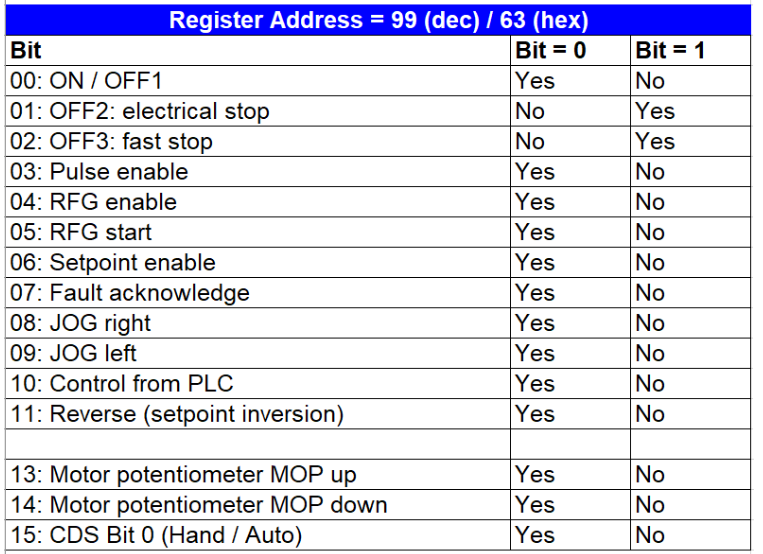 Register Address = 99 (dec) / 63 (hex)
Bit Bit = 0 Bit = 1
00: ON / OFF1 Yes No
01: OFF2: electrical stop No Yes
02: OFF3: fast stop No Yes
03: Pulse enable Yes No
04: RFG enable Yes No
05: RFG start Yes No
06: Setpoint enable Yes No
07: Fault acknowledge Yes No
08: JOG right Yes No
09: JOG left Yes No
10: Control from PLC Yes No
11: Reverse (setpoint inversion) Yes No
13: Motor potentiometer MOP up Yes No
14: Motor potentiometer MOP down Yes No
15: CDS Bit 0 (Hand / Auto) Yes No